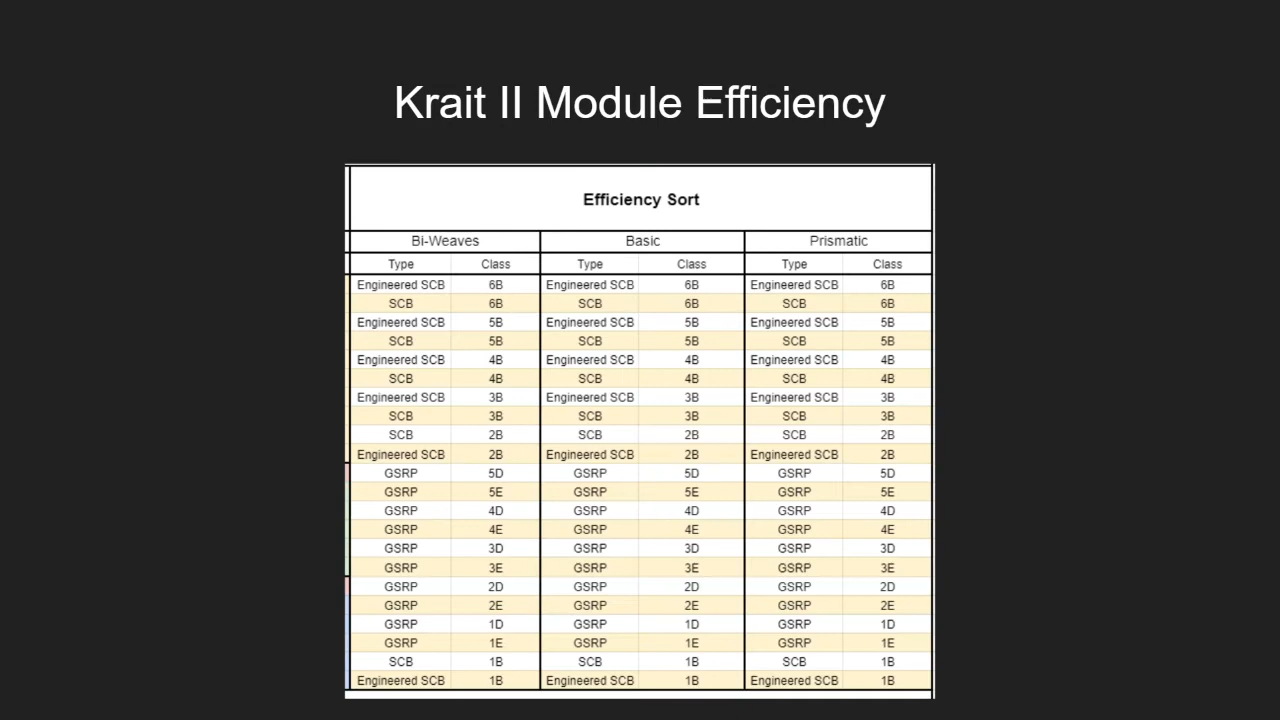 Krait II Module Efficiency
Efficiency Sort
Bi-Weaves Basic Prismatic
Type Class Type Class Type Class
Engineered SCB 6B Engineered SCB 6B Engineered SCB 6B
SCB 6B SCB 6B SCB 6B
Engineered SCB 5B Engineered SCB 5B Engineered SCB 5B
SCB 5B SCB 5B SCB 5B
Engineered SCB 4B Engineered SCB 4B Engineered SCB 4B
SCB 4B SCB 4B SCB 4B
Engineered SCB 3B Engineered SCB 3B Engineered SCB 3B
SCB 3B SCB 3B SCB 3B
SCB 2B SCB 2B SCB 2B
Engineered SCB 2B Engineered SCB 2B Engineered SCB 2B
GSRP 5D GSRP 5D GSRP 5D
GSRP 5E GSRP 5E GSRP 5E
GSRP 4D GSRP 4D GSRP 4D
GSRP 4E GSRP 4E GSRP 4E
GSRP 3D GSRP 3D GSRP 3D
GSRP 3E GSRP 3E GSRP 3E
GSRP 2D GSRP 2D GSRP 2D
GSRP 2E GSRP 2E GSRP 2E
GSRP 1D GSRP 1D GSRP 1D
GSRP 1E GSRP 1E GSRP 1E
SCB 1B SCB 1B SCB 1B
Engineered SCB 1B Engineered SCB 1B Engineered SCB 1B